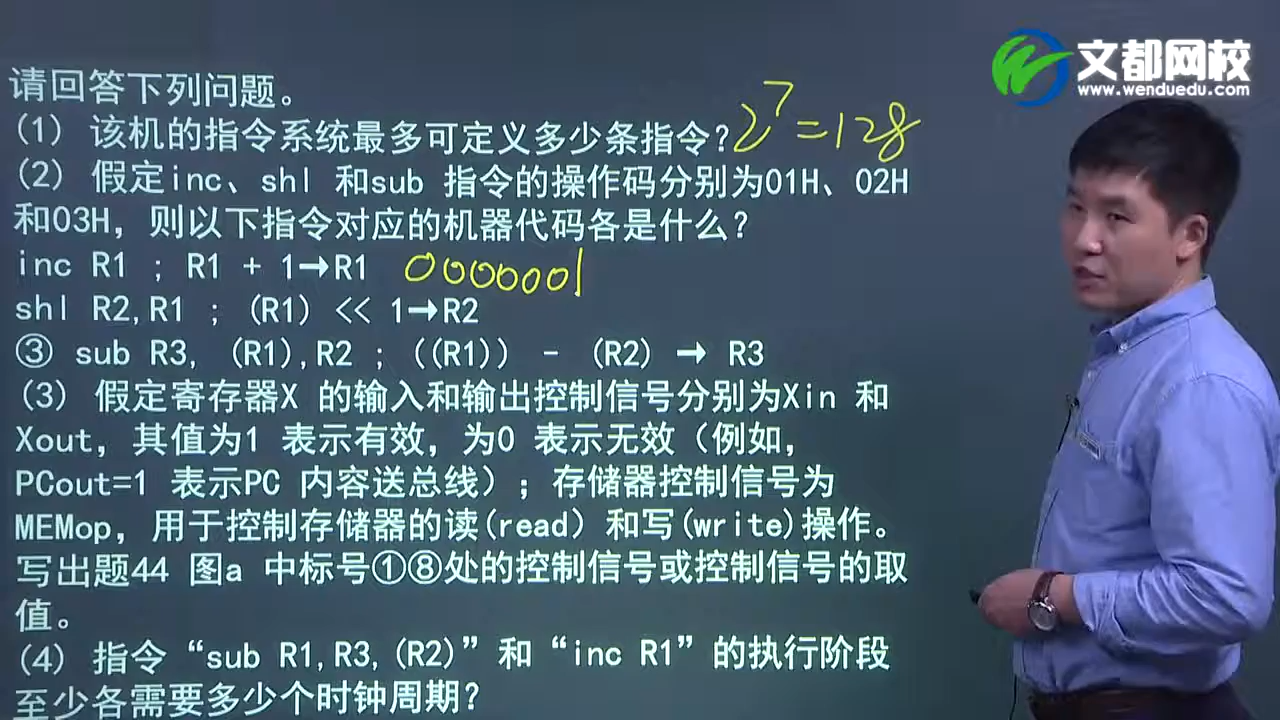 文都网校
www.wenduedu.com
请回答下列问题。
(1) 该机的指令系统最多可定义多少条指令? 2^7=128
(2) 假定inc、shl 和sub 指令的操作码分别为01H、02H
和03H，则以下指令对应的机器代码各是什么？
inc R1 ; R1 + 1→R1 0000001
shl R2,R1 ; (R1) << 1→R2
③ sub R3, (R1),R2 ; ((R1)) - (R2) → R3
(3) 假定寄存器X 的输入和输出控制信号分别为Xin 和
Xout，其值为1 表示有效，为0 表示无效（例如，
PCout=1 表示PC 内容送总线）；存储器控制信号为
MEMop，用于控制存储器的读(read）和写(write)操作。
写出题44 图a 中标号①⑧处的控制信号或控制信号的取
值。
(4) 指令“sub R1,R3,(R2)”和“inc R1”的执行阶段
至少各需要多少个时钟周期？